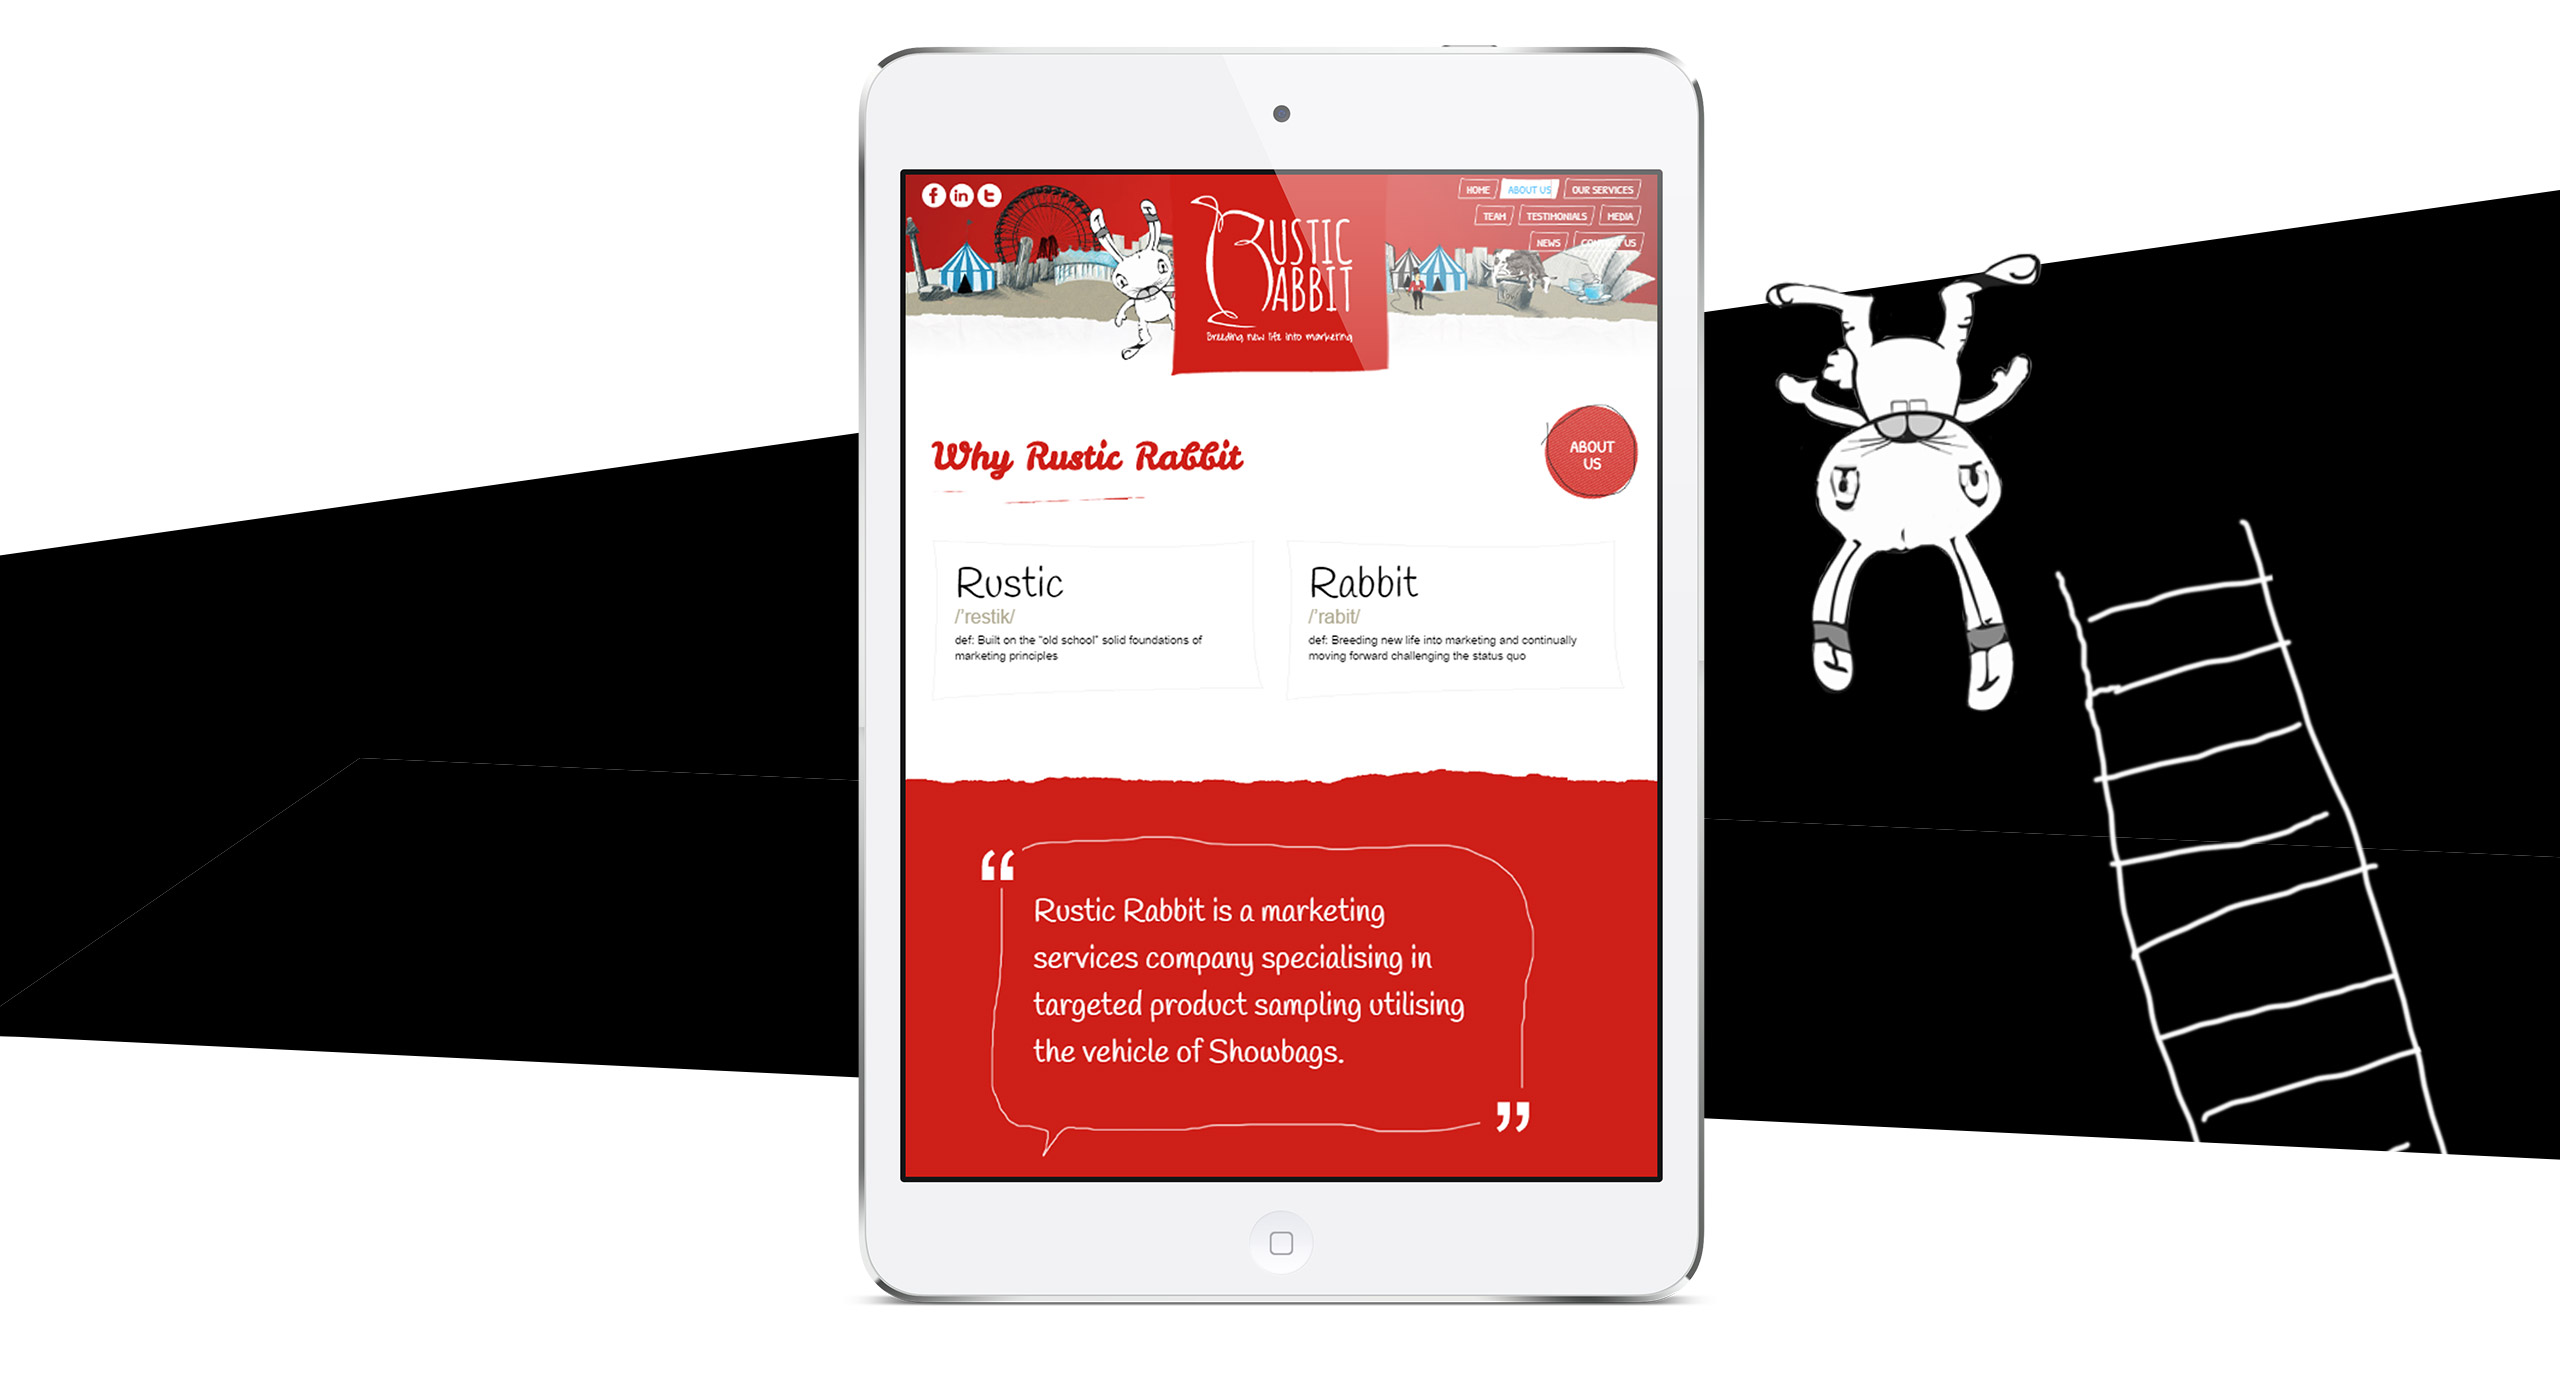 HOME ABOUT US OUR SERVICES
TEAM TESTIMONIALS MEDIA
NEWS CONTACT US
RUSTIC
RABBIT
Breeding new life into marketing
Why Rustic Rabbit
ABOUT
US
Rustic
/'restik/
def: Built on the "old school" solid foundations of
marketing principles
Rabbit
/'rabit/
def: Breeding new life into marketing and continually
moving forward challenging the status quo
“Rustic Rabbit is a marketing
services company specialising in
targeted product sampling utilising
the vehicle of Showbags.”